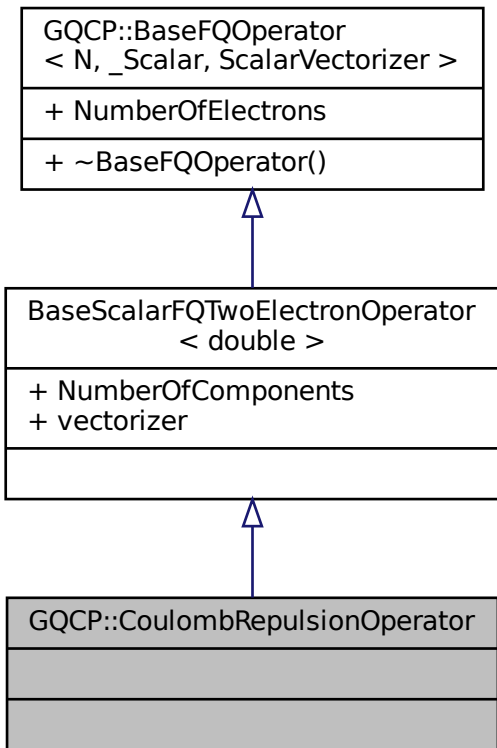 GQCP::BaseFQOperator
< N, _Scalar, ScalarVectorizer >
+ NumberOfElectrons
+ ~BaseFQOperator()
BaseScalarFQTwoElectronOperator
< double >
+ NumberOfComponents
+ vectorizer
GQCP::CoulombRepulsionOperator